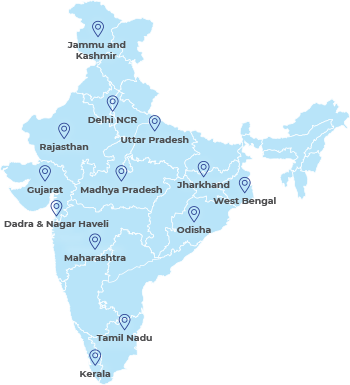 Jammu and
Kashmir
Delhi NCR
Uttar Pradesh
Rajasthan
Gujarat
Madhya Pradesh
Jharkhand
West Bengal
Dadra & Nagar Haveli
Odisha
Maharashtra
Tamil Nadu
Kerala